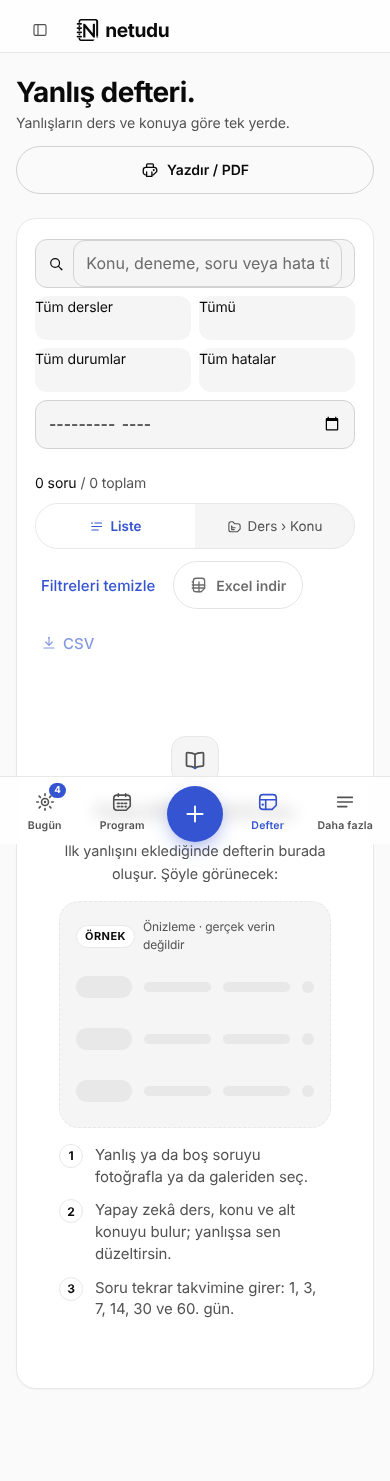 netudu
Yanlış defteri.
Yanlışların ders ve konuya göre tek yerde.
Yazdır / PDF
Konu, deneme, soru veya hata tü
Tüm dersler
Tümü
Tüm durumlar
Tüm hatalar
--------- ----
0 soru / 0 toplam
Liste
Ders › Konu
Filtreleri temizle
Excel indir
CSV
4
Bugün
Program
Defter
Daha fazla
İlk yanlışını eklediğinde defterin burada
oluşur. Şöyle görünecek:
ÖRNEK
Önizleme · gerçek verin
değildir
1
Yanlış ya da boş soruyu
fotoğrafla ya da galeriden seç.
2
Yapay zekâ ders, konu ve alt
konuyu bulur; yanlışsa sen
düzeltirsin.
3
Soru tekrar takvimine girer: 1, 3,
7, 14, 30 ve 60. gün.